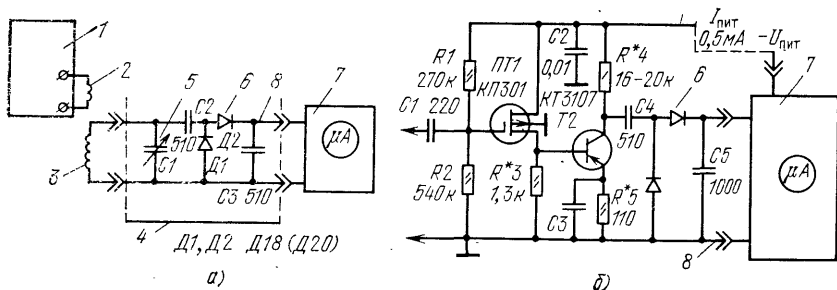 1
2
5
C2
6
8
7
510
Д2
μA
3
C1
Д1
C3 510
4
Д1, Д2 Д18 (Д20)
а)
Iпит
0,5мА
-Uпит
R1
270к
ПТ1
КП301
C2
0,01
R*4
16-20к
6
7
C1 220
КТ3107
Т2
C4
510
R2
540к
R*3
1,3к
C3
R*5
110
C5
1000
μA
8
б)